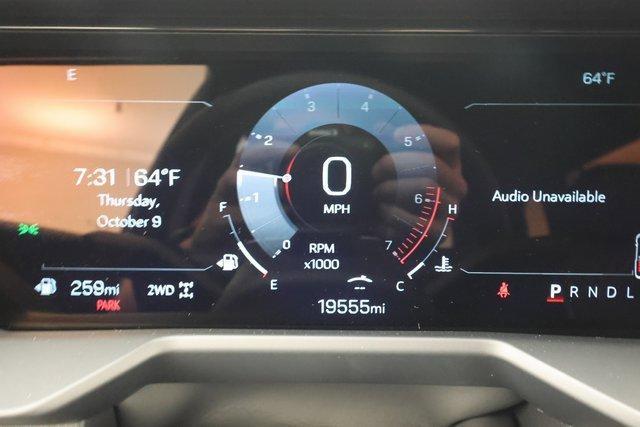 E
64°F
7:31 | 64°F
Thursday,
October 9
259mi
PARK
2WD
0
1
2
3
4
5
6
7
0
MPH
RPM
x1000
F
E
H
C
19555mi
Audio Unavailable
P R N D L